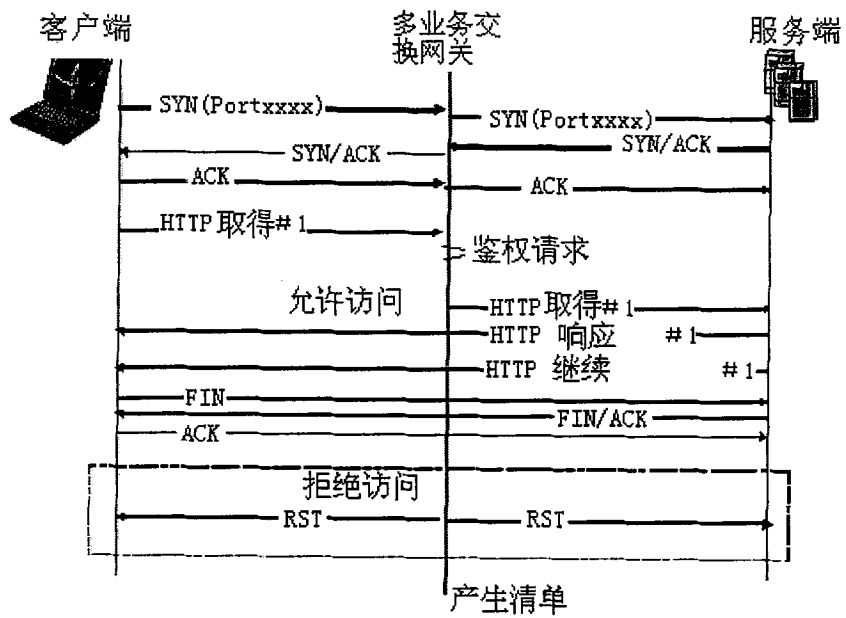 客户端
多业务交
换网关
服务端
SYN(Portxxxx)
SYN(Portxxxx)
SYN/ACK
SYN/ACK
ACK
ACK
HTTP 取得#1
鉴权请求
允许访问
HTTP 取得#1
HTTP 响应 #1
HTTP 继续 #1
FIN
FIN/ACK
ACK
拒绝访问
RST
RST
产生清单